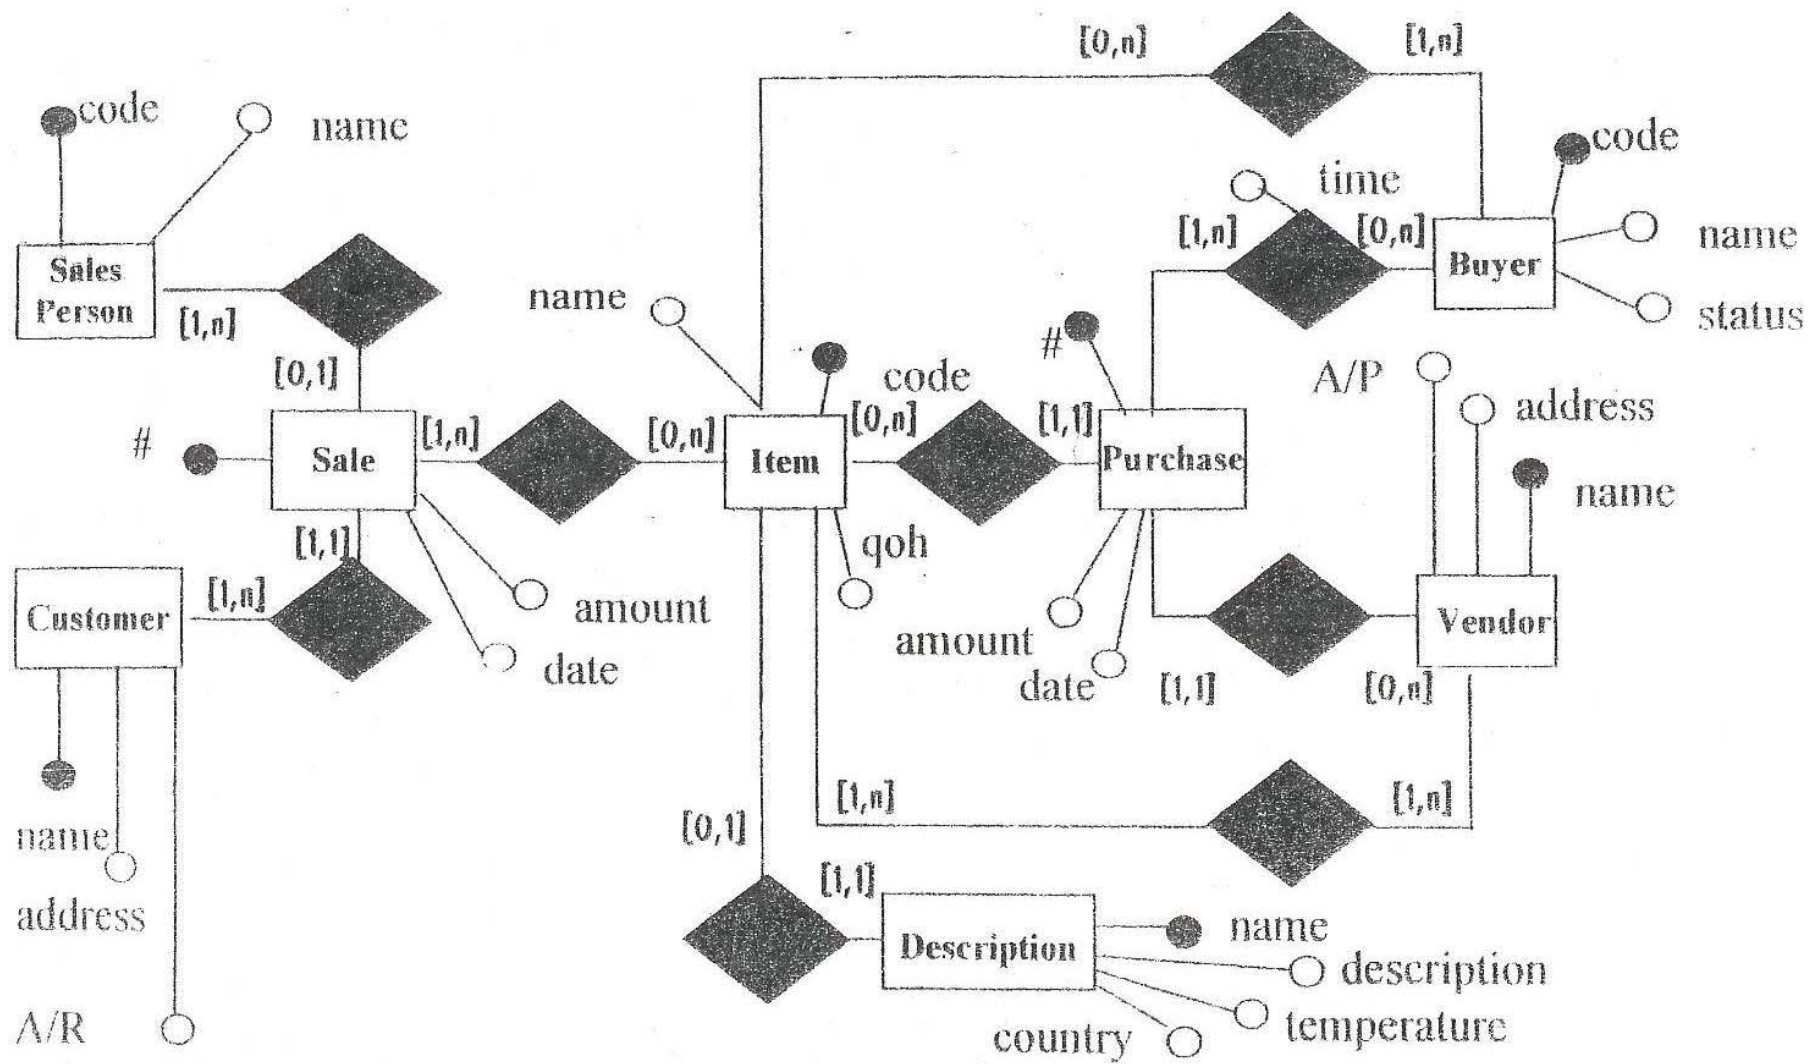 [0,n]
[1,n]
code
name
code
time
[1,n]
[0,n]
name
Sales
Person
Buyer
name
status
[1,n]
[0,1]
#
code
A/P
address
#
[1,n]
[0,n]
[0,n]
[1,1]
Sale
Item
Purchase
name
[1,1]
qoh
[1,n]
Customer
amount
date
amount
date
[1,1]
[0,n]
Vendor
name
address
[0,1]
[1,n]
[1,n]
[1,1]
Description
name
description
temperature
country
A/R